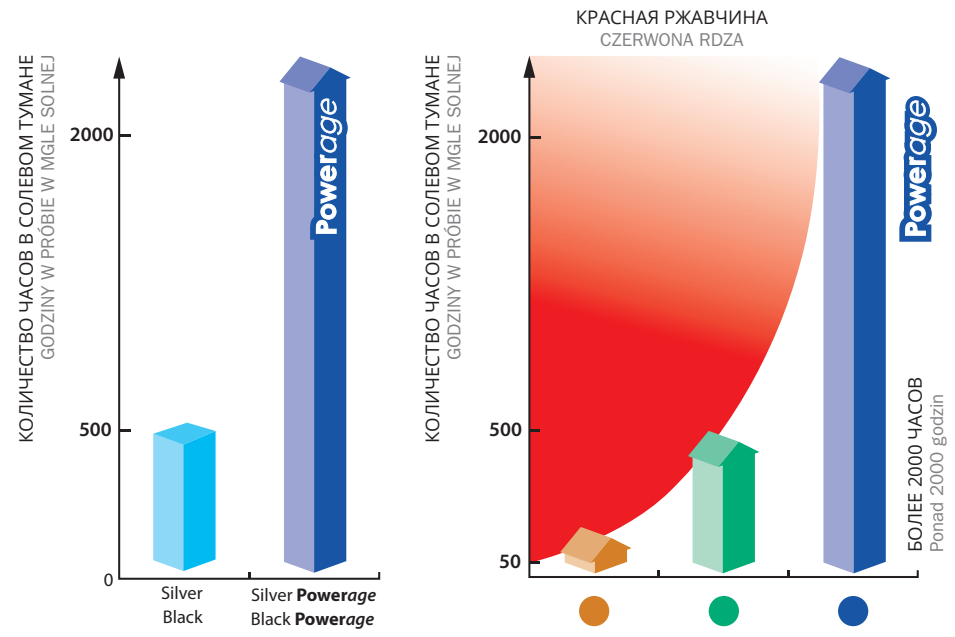 КОЛИЧЕСТВО ЧАСОВ В СОЛЕВОМ ТУМАНЕ
GODZINY W PRÓBIE W MGLE SOLNEJ
2000
500
0
Powerage
Silver
Black
Silver Powerage
Black Powerage
КРАСНАЯ РЖАВЧИНА
CZERWONA RDZA
КОЛИЧЕСТВО ЧАСОВ В СОЛЕВОМ ТУМАНЕ
GODZINY W PRÓBIE W MGLE SOLNEJ
2000
500
50
Powerage
БОЛЕЕ 2000 ЧАСОВ
Ponad 2000 godzin